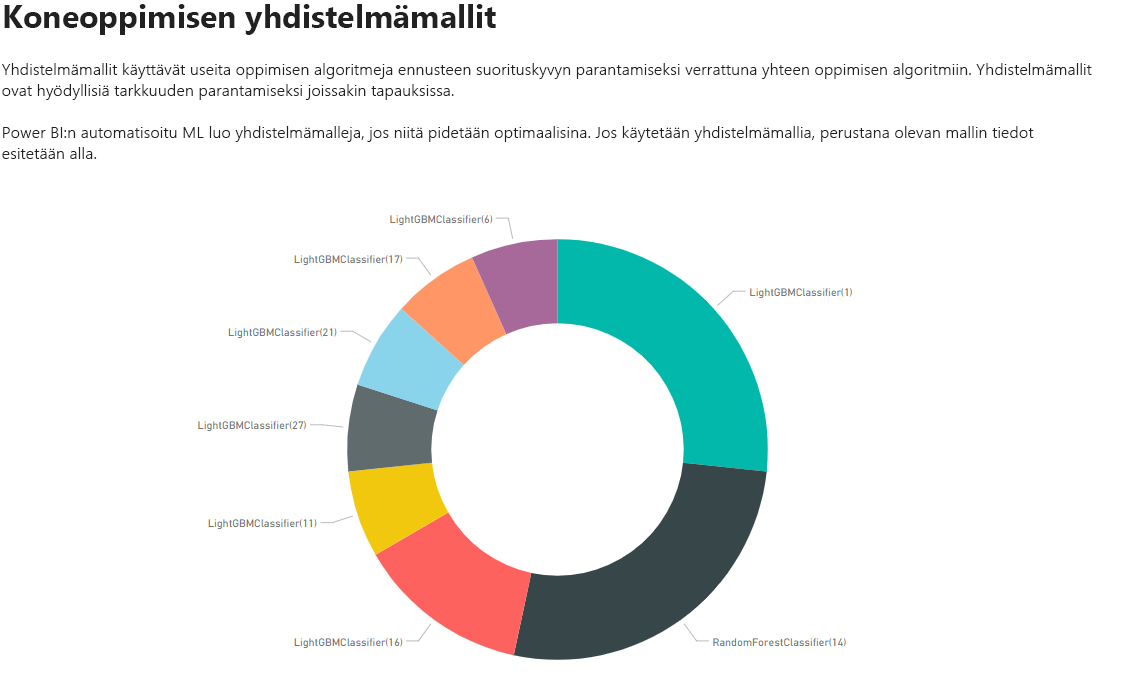 Koneoppimisen yhdistelmämallit
Yhdistelmämallit käyttävät useita oppimisen algoritmeja ennusteen suorituskyvyn parantamiseksi verrattuna yhteen oppimisen algoritmiin. Yhdistelmämallit
ovat hyödyllisiä tarkkuuden parantamiseksi joissakin tapauksissa.
Power BI:n automatisoitu ML luo yhdistelmämalleja, jos niitä pidetään optimaalisina. Jos käytetään yhdistelmämallia, perustana olevan mallin tiedot
esitetään alla.
LightGBMClassifier(6)
LightGBMClassifier(17)
LightGBMClassifier(1)
LightGBMClassifier(21)
LightGBMClassifier(27)
LightGBMClassifier(11)
LightGBMClassifier(16)
RandomForestClassifier(14)